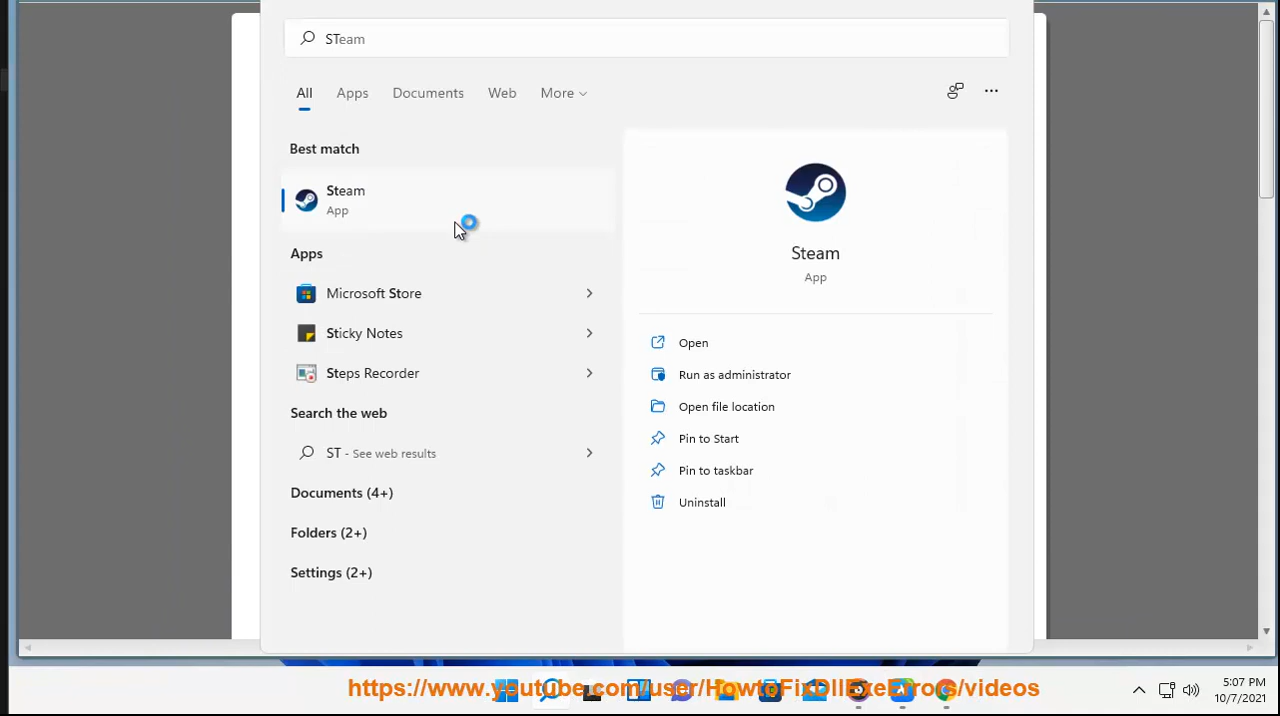 STeam
All Apps Documents Web More
Best match
Steam
App
Apps
Microsoft Store
Sticky Notes
Steps Recorder
Search the web
ST - See web results
Documents (4+)
Folders (2+)
Settings (2+)
Steam
App
Open
Run as administrator
Open file location
Pin to Start
Pin to taskbar
Uninstall
https://www.youtube.com/user/HowtoFixDllExeErrors/videos
5:07 PM
10/7/2021